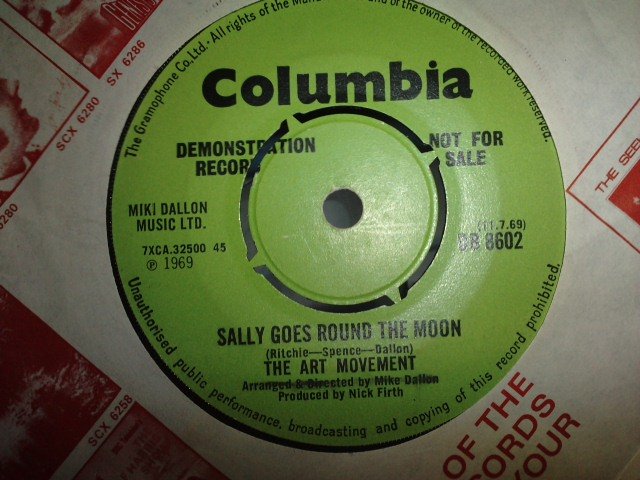 The Gramophone Co.Ltd. · All rights of the Manufacturer and of the owner of the recorded work reserved.
Columbia
DEMONSTRATION
RECORD
NOT FOR
SALE
MIKI DALLON
MUSIC LTD.
7XCA.32500 45
Ⓟ 1969
(11.7.69)
DB 8602
SALLY GOES ROUND THE MOON
(Ritchie—Spence—Dallon)
THE ART MOVEMENT
Arranged & Directed by Mike Dallon
Produced by Nick Firth
Unauthorised public performance, broadcasting and copying of this record prohibited.
SX 6286
SCX 6280
6280
SCX 6258
THE SEE
OF THE
CORDS
YOUR